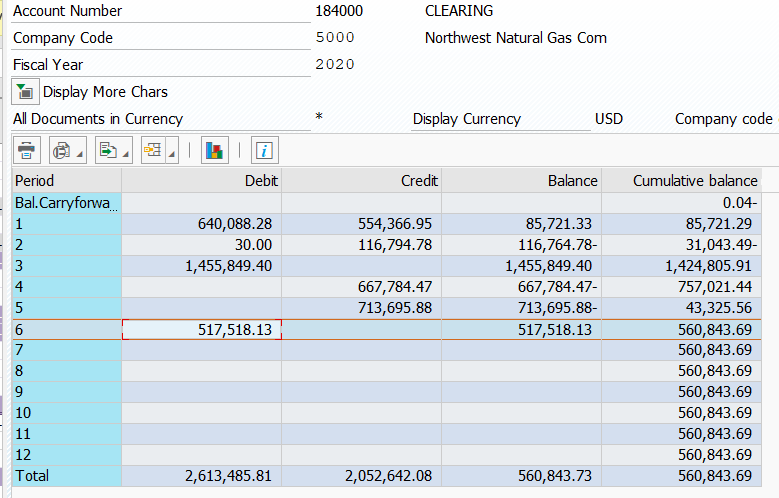 Account Number 184000 CLEARING
Company Code 5000 Northwest Natural Gas Com
Fiscal Year 2020
Display More Chars
All Documents in Currency * Display Currency USD Company code
Period Debit Credit Balance Cumulative balance
Bal.Carryforwa... 0.04-
1 640,088.28 554,366.95 85,721.33 85,721.29
2 30.00 116,794.78 116,764.78- 31,043.49-
3 1,455,849.40 1,455,849.40 1,424,805.91
4 667,784.47 667,784.47- 757,021.44
5 713,695.88 713,695.88- 43,325.56
6 517,518.13 517,518.13 560,843.69
7 560,843.69
8 560,843.69
9 560,843.69
10 560,843.69
11 560,843.69
12 560,843.69
Total 2,613,485.81 2,052,642.08 560,843.73 560,843.69